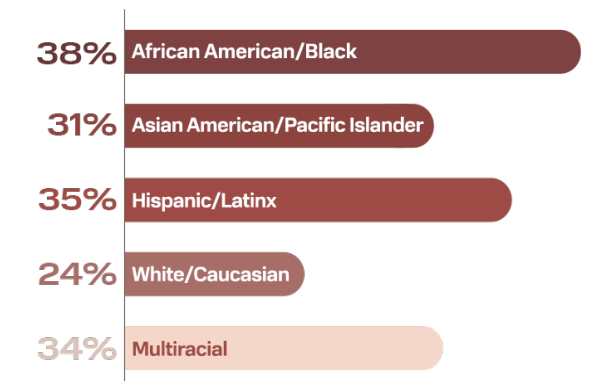 38% African American/Black
31% Asian American/Pacific Islander
35% Hispanic/Latinx
24% White/Caucasian
34% Multiracial